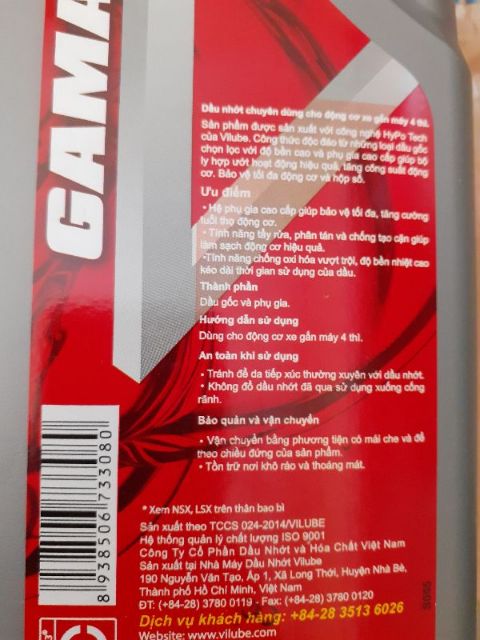 GAMA
Dầu nhớt chuyên dùng cho động cơ xe gắn máy 4 thì.
Sản phẩm được sản xuất với công nghệ HyPo Tech
của Vilube. Công thức độc đáo từ những loại dầu gốc
chọn lọc với độ bền cao và phụ gia cao cấp giúp bộ
ly hợp ướt hoạt động hiệu quả, tăng công suất động
cơ. Bảo vệ tối đa động cơ và hộp số.
Ưu điểm
• Hệ phụ gia cao cấp giúp bảo vệ tối đa, tăng cường
tuổi thọ động cơ.
• Tính năng tẩy rửa, phân tán và chống tạo cặn giúp
làm sạch động cơ hiệu quả.
•Tính năng chống oxi hóa vượt trội, độ bền nhiệt cao
kéo dài thời gian sử dụng của dầu.
Thành phần
Dầu gốc và phụ gia.
Hướng dẫn sử dụng
Dùng cho động cơ xe gắn máy 4 thì.
An toàn khi sử dụng
• Tránh để da tiếp xúc thường xuyên với dầu nhớt.
• Không đổ dầu nhớt đã qua sử dụng xuống cống
rãnh.
Bảo quản và vận chuyển
• Vận chuyển bằng phương tiện có mái che và để
theo chiều đứng của sản phẩm.
• Tồn trữ nơi khô ráo và thoáng mát.
* Xem NSX, LSX trên thân bao bì
Sản xuất theo TCCS 024-2014/VILUBE
Hệ thống quản lý chất lượng ISO 9001
Công Ty Cổ Phần Dầu Nhớt và Hóa Chất Việt Nam
Sản xuất tại Nhà Máy Dầu Nhớt Vilube
190 Nguyễn Văn Tạo, Ấp 1, Xã Long Thới, Huyện Nhà Bè,
Thành phố Hồ Chí Minh, Việt Nam
ĐT: (+84-28) 3780 0119 - Fax: (+84-28) 3780 0120
Dịch vụ khách hàng: +84-28 3513 6026
Website: www.vilube.com
8 938506 733080
S045